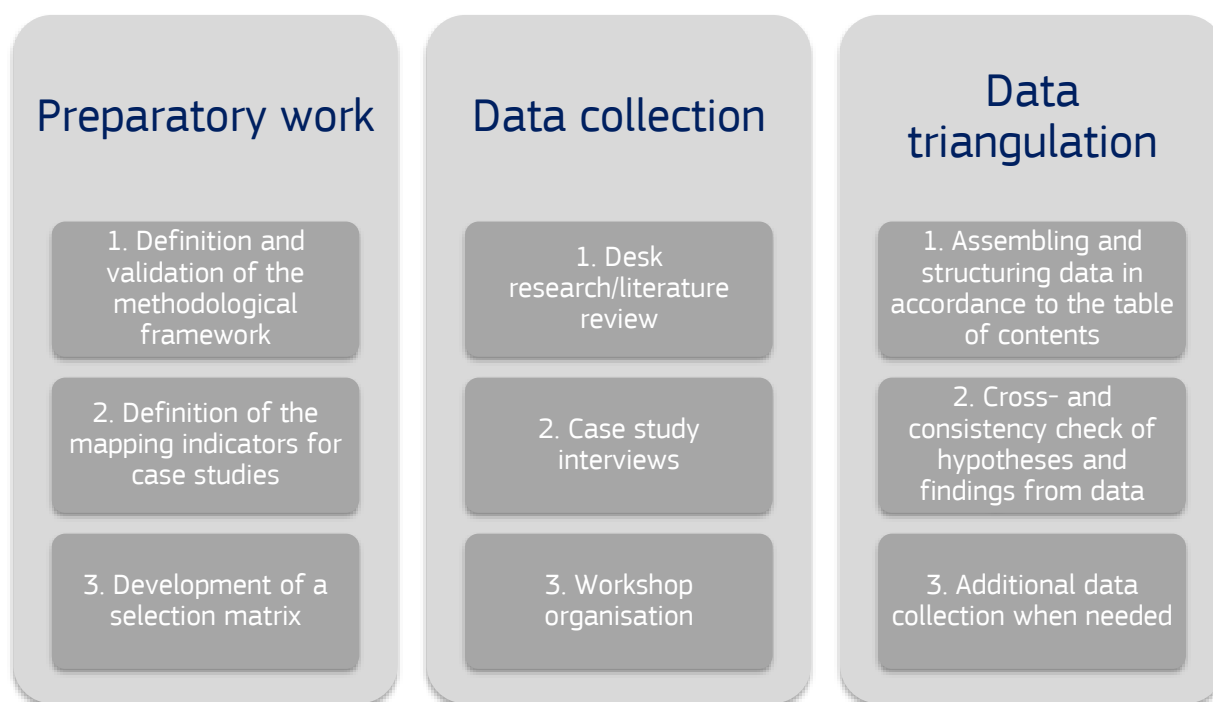 Preparatory work
1. Definition and
validation of the
methodological
framework
2. Definition of the
mapping indicators for
case studies
3. Development of a
selection matrix
Data collection
1. Desk
research/literature
review
2. Case study
interviews
3. Workshop
organisation
Data
triangulation
1. Assembling and
structuring data in
accordance to the table
of contents
2. Cross- and
consistency check of
hypotheses and
findings from data
3. Additional data
collection when needed